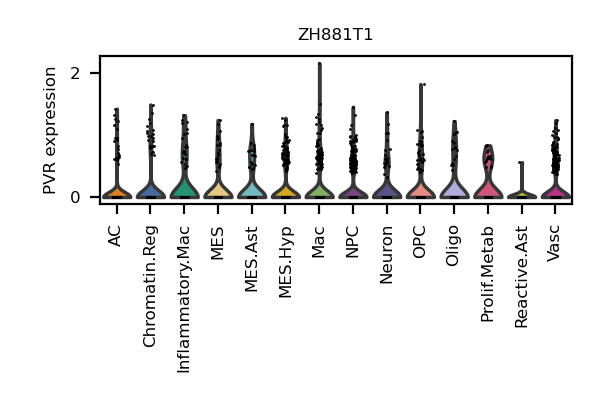 ZH881T1
PVR expression
2
0
AC
Chromatin.Reg
Inflammatory.Mac
MES
MES.Ast
MES.Hyp
Mac
NPC
Neuron
OPC
Oligo
Prolif.Metab
Reactive.Ast
Vasc